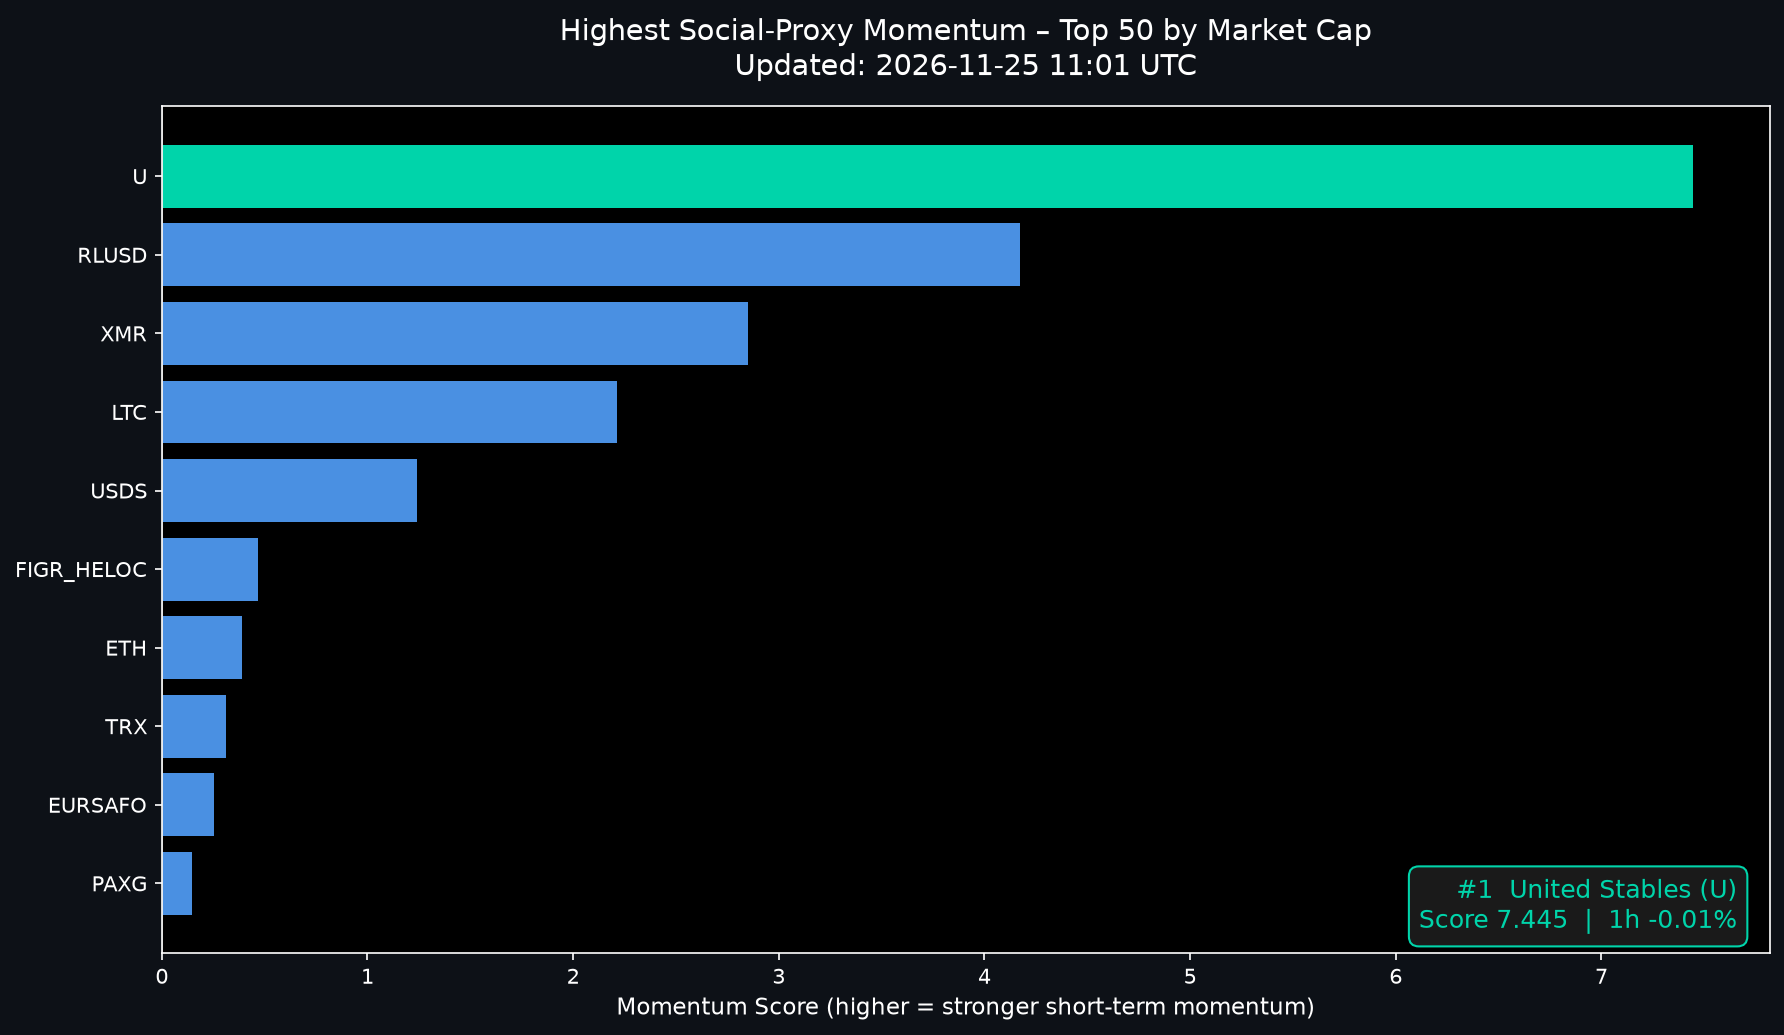 Highest Social-Proxy Momentum – Top 50 by Market Cap
Updated: 2026-11-25 11:01 UTC
U
RLUSD
XMR
LTC
USDS
FIGR_HELOC
ETH
TRX
EURSAFO
PAXG
#1  United Stables (U)
Score 7.445  |  1h -0.01%
0 1 2 3 4 5 6 7
Momentum Score (higher = stronger short-term momentum)